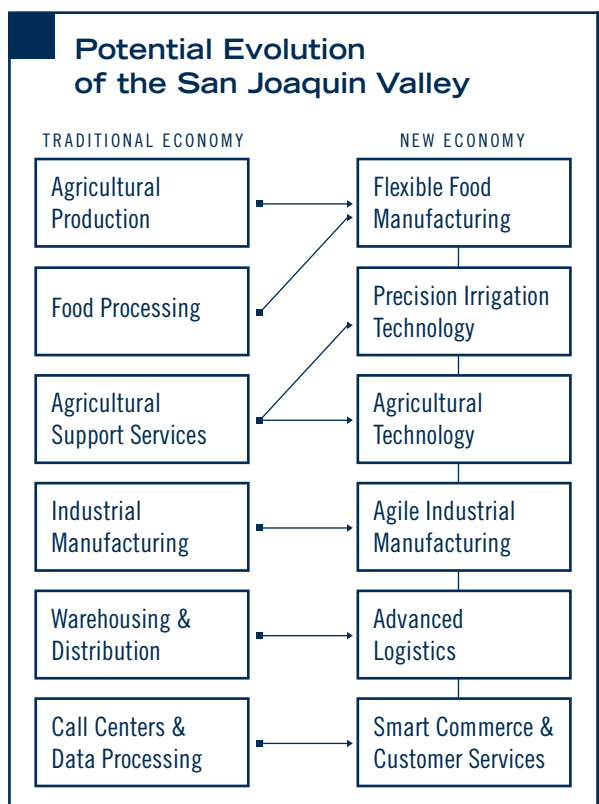 Potential Evolution
of the San Joaquin Valley
TRADITIONAL ECONOMY
NEW ECONOMY
Agricultural
Production
Flexible Food
Manufacturing
Food Processing
Precision Irrigation
Technology
Agricultural
Support Services
Agricultural
Technology
Industrial
Manufacturing
Agile Industrial
Manufacturing
Warehousing &
Distribution
Advanced
Logistics
Call Centers &
Data Processing
Smart Commerce &
Customer Services